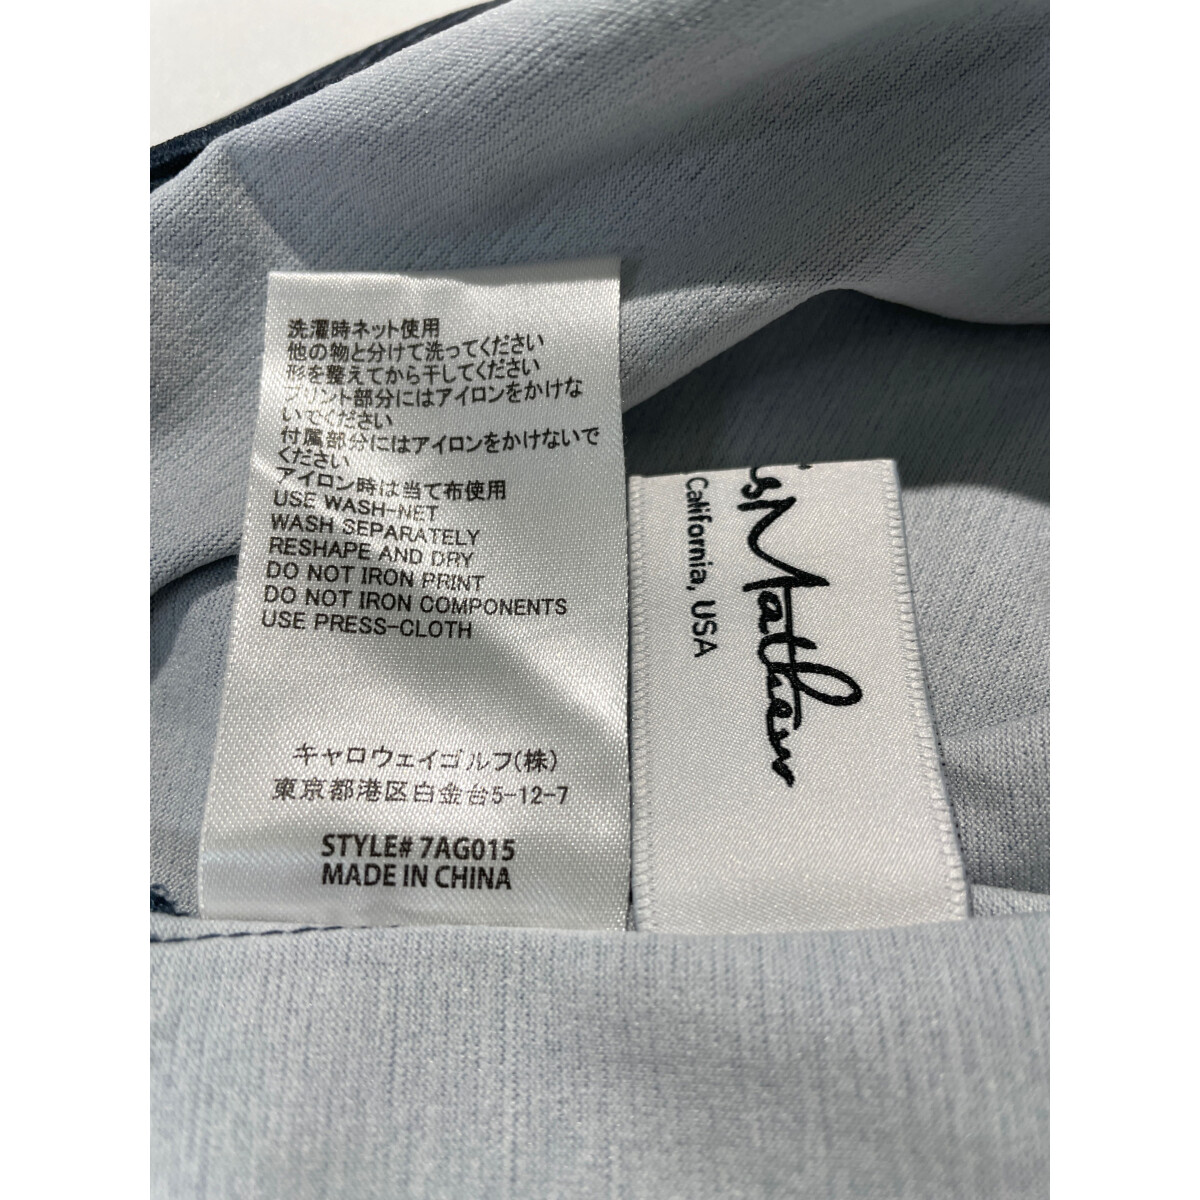 洗濯時ネット使用
他の物と分けて洗ってください
形を整えてから干してください
プリント部分にはアイロンをかけな
いでください
付属部分にはアイロンをかけないで
ください
アイロン時は当て布使用
USE WASH-NET
WASH SEPARATELY
RESHAPE AND DRY
DO NOT IRON PRINT
DO NOT IRON COMPONENTS
USE PRESS-CLOTH
キャロウェイゴルフ(株)
東京都港区白金台5-12-7
STYLE# 7AG015
MADE IN CHINA
isMathew
California, USA